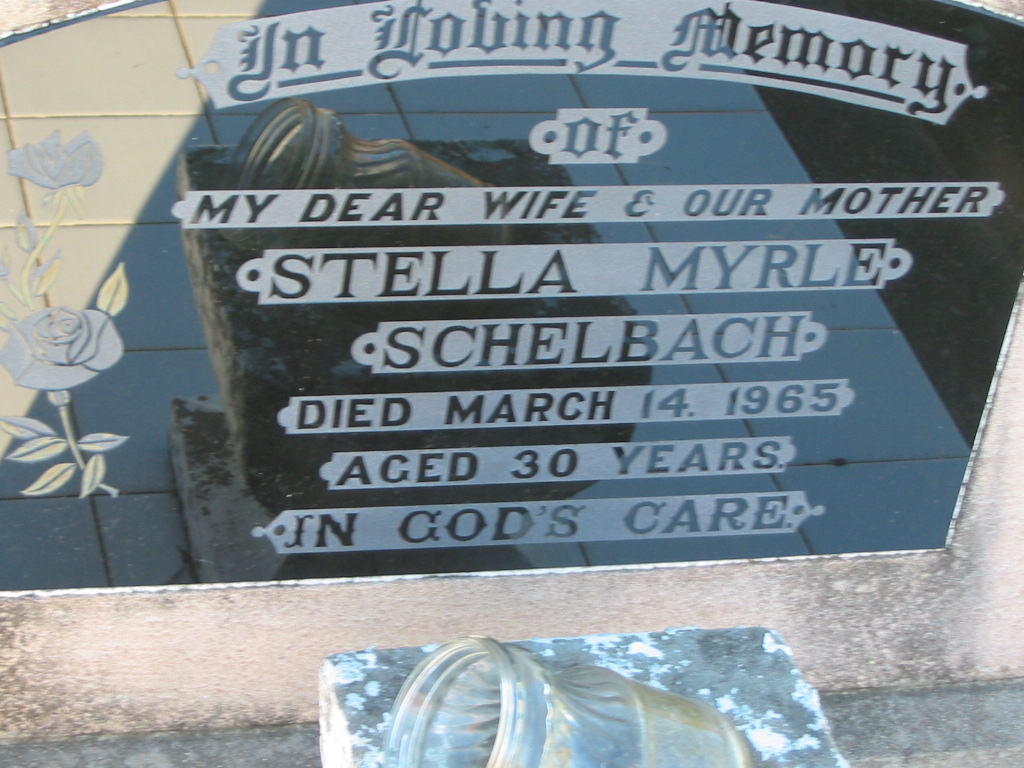 In Loving Memory
of
MY DEAR WIFE & OUR MOTHER
STELLA MYRLE
SCHELBACH
DIED MARCH 14. 1965
AGED 30 YEARS.
IN GOD'S CARE.